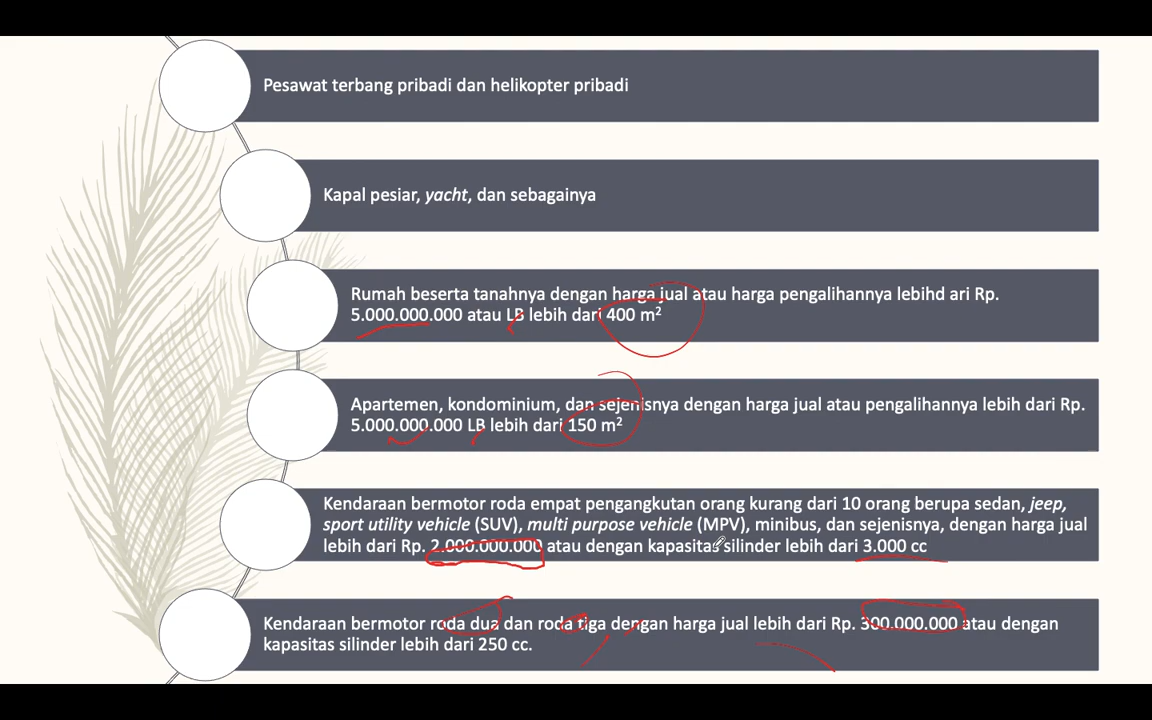 Pesawat terbang pribadi dan helikopter pribadi
Kapal pesiar, yacht, dan sebagainya
Rumah beserta tanahnya dengan harga jual atau harga pengalihannya lebihd ari Rp.
5.000.000.000 atau LB lebih dari 400 m²
Apartemen, kondominium, dan sejenisnya dengan harga jual atau pengalihannya lebih dari Rp.
5.000.000.000 LB lebih dari 150 m²
Kendaraan bermotor roda empat pengangkutan orang kurang dari 10 orang berupa sedan, jeep,
sport utility vehicle (SUV), multi purpose vehicle (MPV), minibus, dan sejenisnya, dengan harga jual
lebih dari Rp. 2.000.000.000 atau dengan kapasitas silinder lebih dari 3.000 cc
Kendaraan bermotor roda dua dan roda tiga dengan harga jual lebih dari Rp. 300.000.000 atau dengan
kapasitas silinder lebih dari 250 cc.